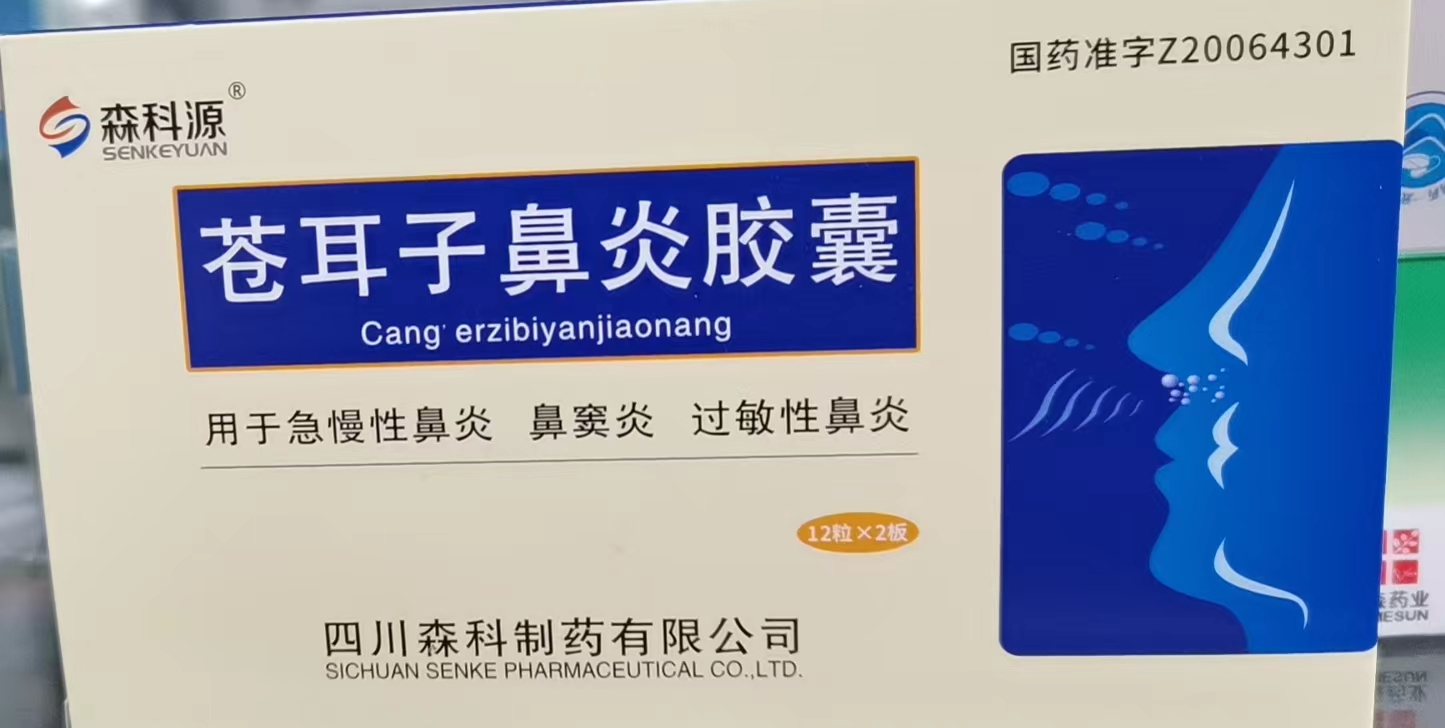 国药准字Z20064301
森科源®
SENKEYUAN
苍耳子鼻炎胶囊
Cang' erzibiyanjiaonang
用于急慢性鼻炎 鼻窦炎 过敏性鼻炎
12粒×2板
四川森科制药有限公司
SICHUAN SENKE PHARMACEUTICAL CO.,LTD.
药业
MESUN